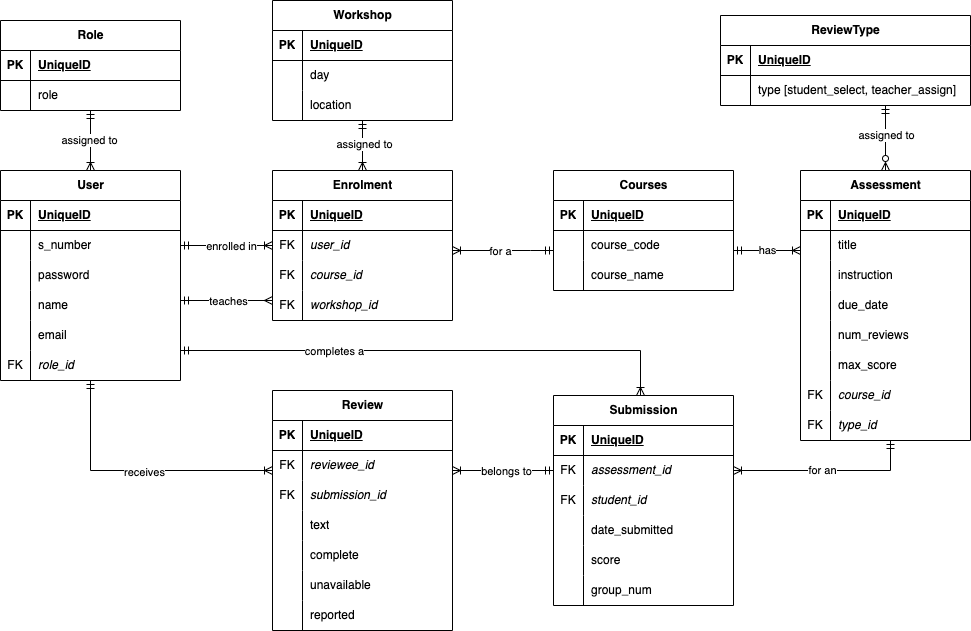 Role
PK UniqueID
role
Workshop
PK UniqueID
day
location
ReviewType
PK UniqueID
type [student_select, teacher_assign]
assigned to
assigned to
assigned to
User
PK UniqueID
s_number
password
name
email
FK role_id
enrolled in
teaches
Enrolment
PK UniqueID
FK user_id
FK course_id
FK workshop_id
for a
Courses
PK UniqueID
course_code
course_name
has
Assessment
PK UniqueID
title
instruction
due_date
num_reviews
max_score
FK course_id
FK type_id
completes a
receives
Review
PK UniqueID
FK reviewee_id
FK submission_id
text
complete
unavailable
reported
belongs to
Submission
PK UniqueID
FK assessment_id
FK student_id
date_submitted
score
group_num
for an